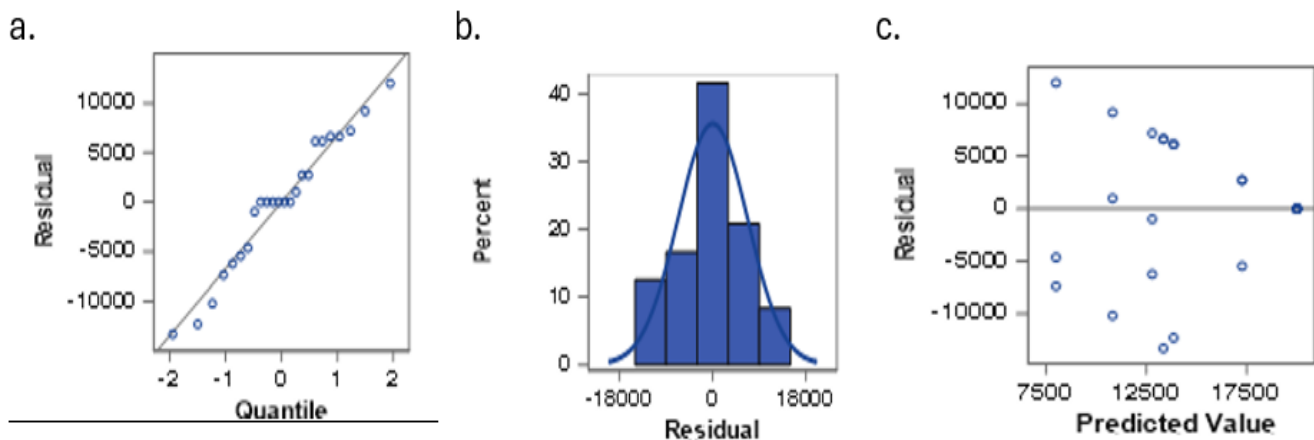 a.
b.
c.
10000
5000
0
-5000
-10000
Residual
-2 -1 0 1 2
Quantile
40
30
20
10
0
Percent
-18000 0 18000
Residual
10000
5000
0
-5000
-10000
Residual
7500 12500 17500
Predicted Value